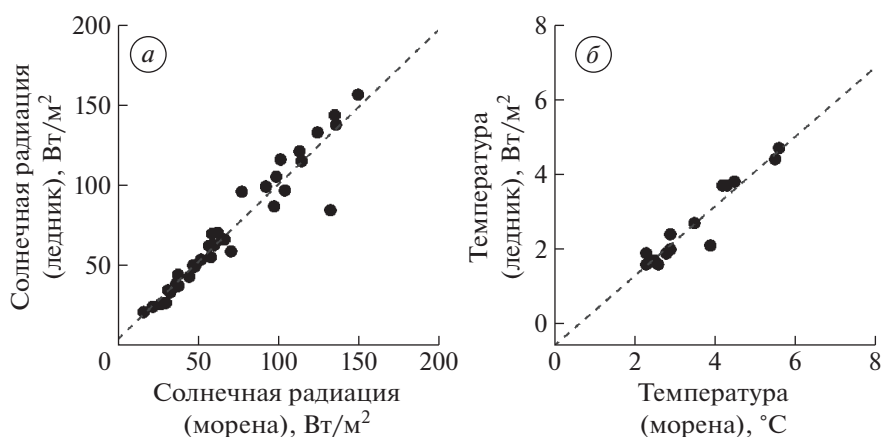 200
150
100
50
а
Солнечная радиация
(ледник), Вт/м²
0 50 100 150 200
Солнечная радиация
(морена), Вт/м²
8
6
4
2
0
б
Температура
(ледник), Вт/м²
0 2 4 6 8
Температура
(морена), °C